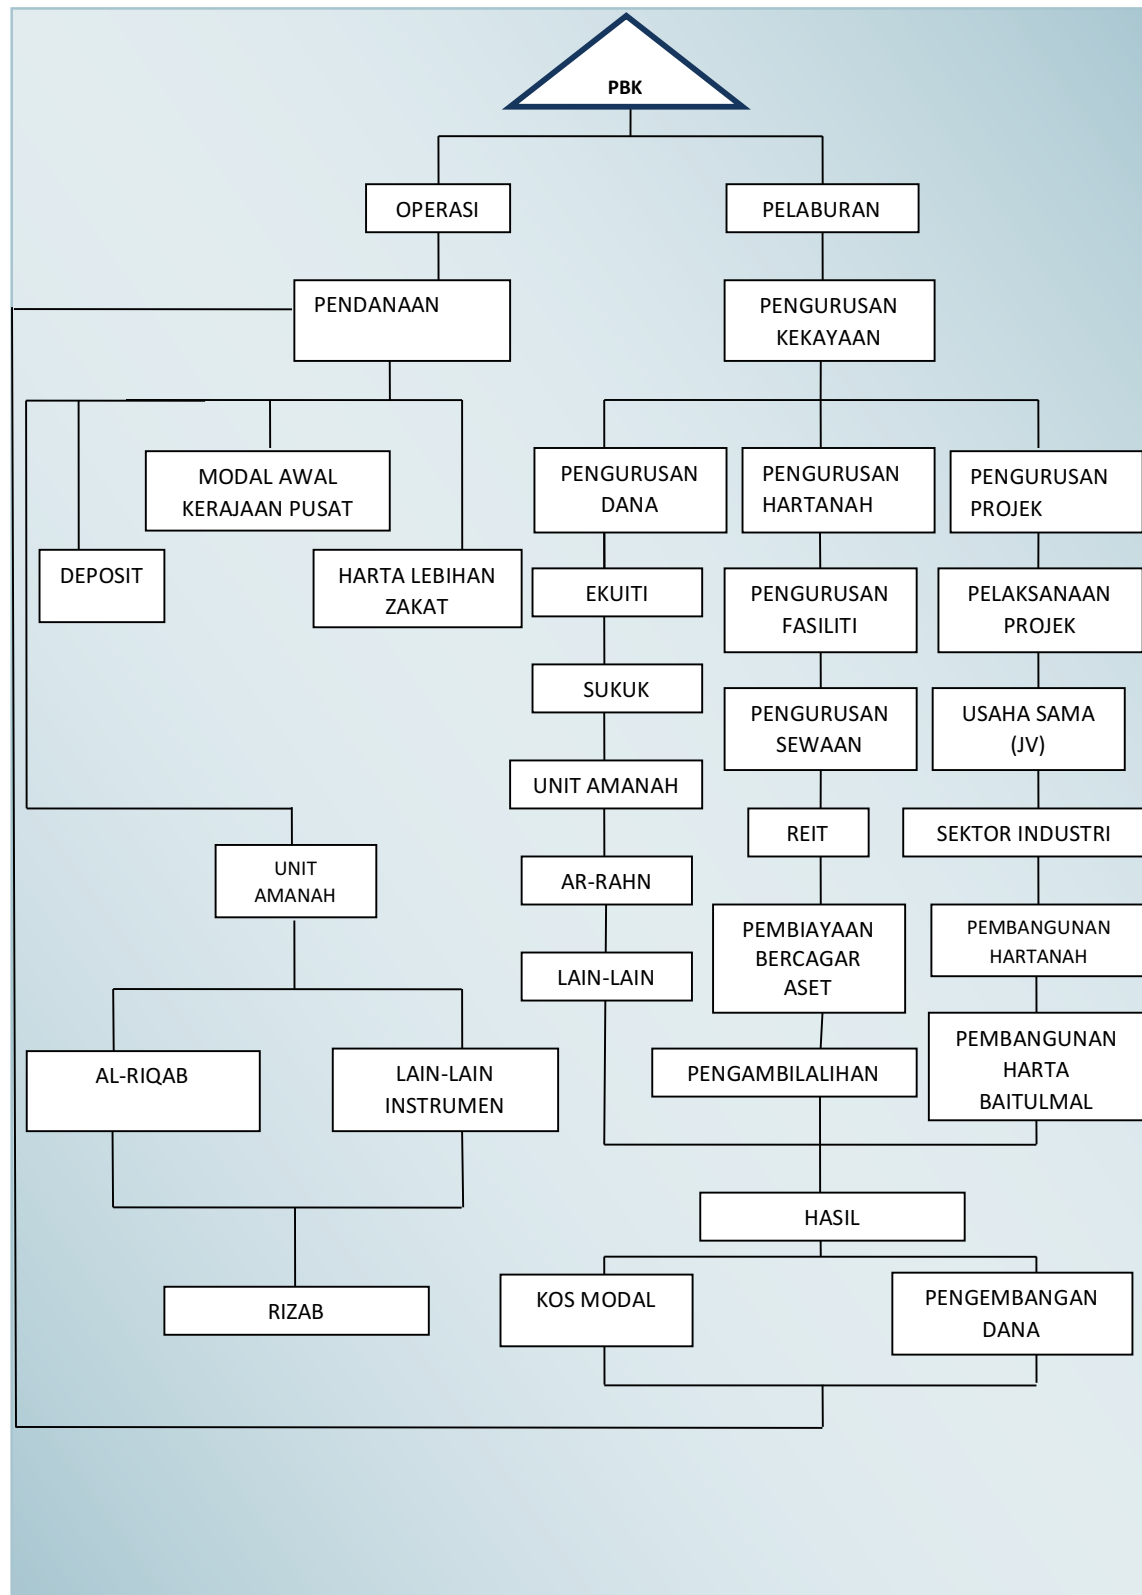 PBK
OPERASI
PELABURAN
PENDANAAN
PENGURUSAN
KEKAYAAN
MODAL AWAL
KERAJAAN PUSAT
DEPOSIT
HARTA LEBIHAN
ZAKAT
UNIT
AMANAH
AL-RIQAB
LAIN-LAIN
INSTRUMEN
RIZAB
PENGURUSAN
DANA
EKUITI
SUKUK
UNIT AMANAH
AR-RAHN
LAIN-LAIN
PENGURUSAN
HARTANAH
PENGURUSAN
FASILITI
PENGURUSAN
SEWAAN
REIT
PEMBIAYAAN
BERCAGAR
ASET
PENGAMBILALIHAN
PENGURUSAN
PROJEK
PELAKSANAAN
PROJEK
USAHA SAMA
(JV)
SEKTOR INDUSTRI
PEMBANGUNAN
HARTANAH
PEMBANGUNAN
HARTA
BAITULMAL
HASIL
KOS MODAL
PENGEMBANGAN
DANA